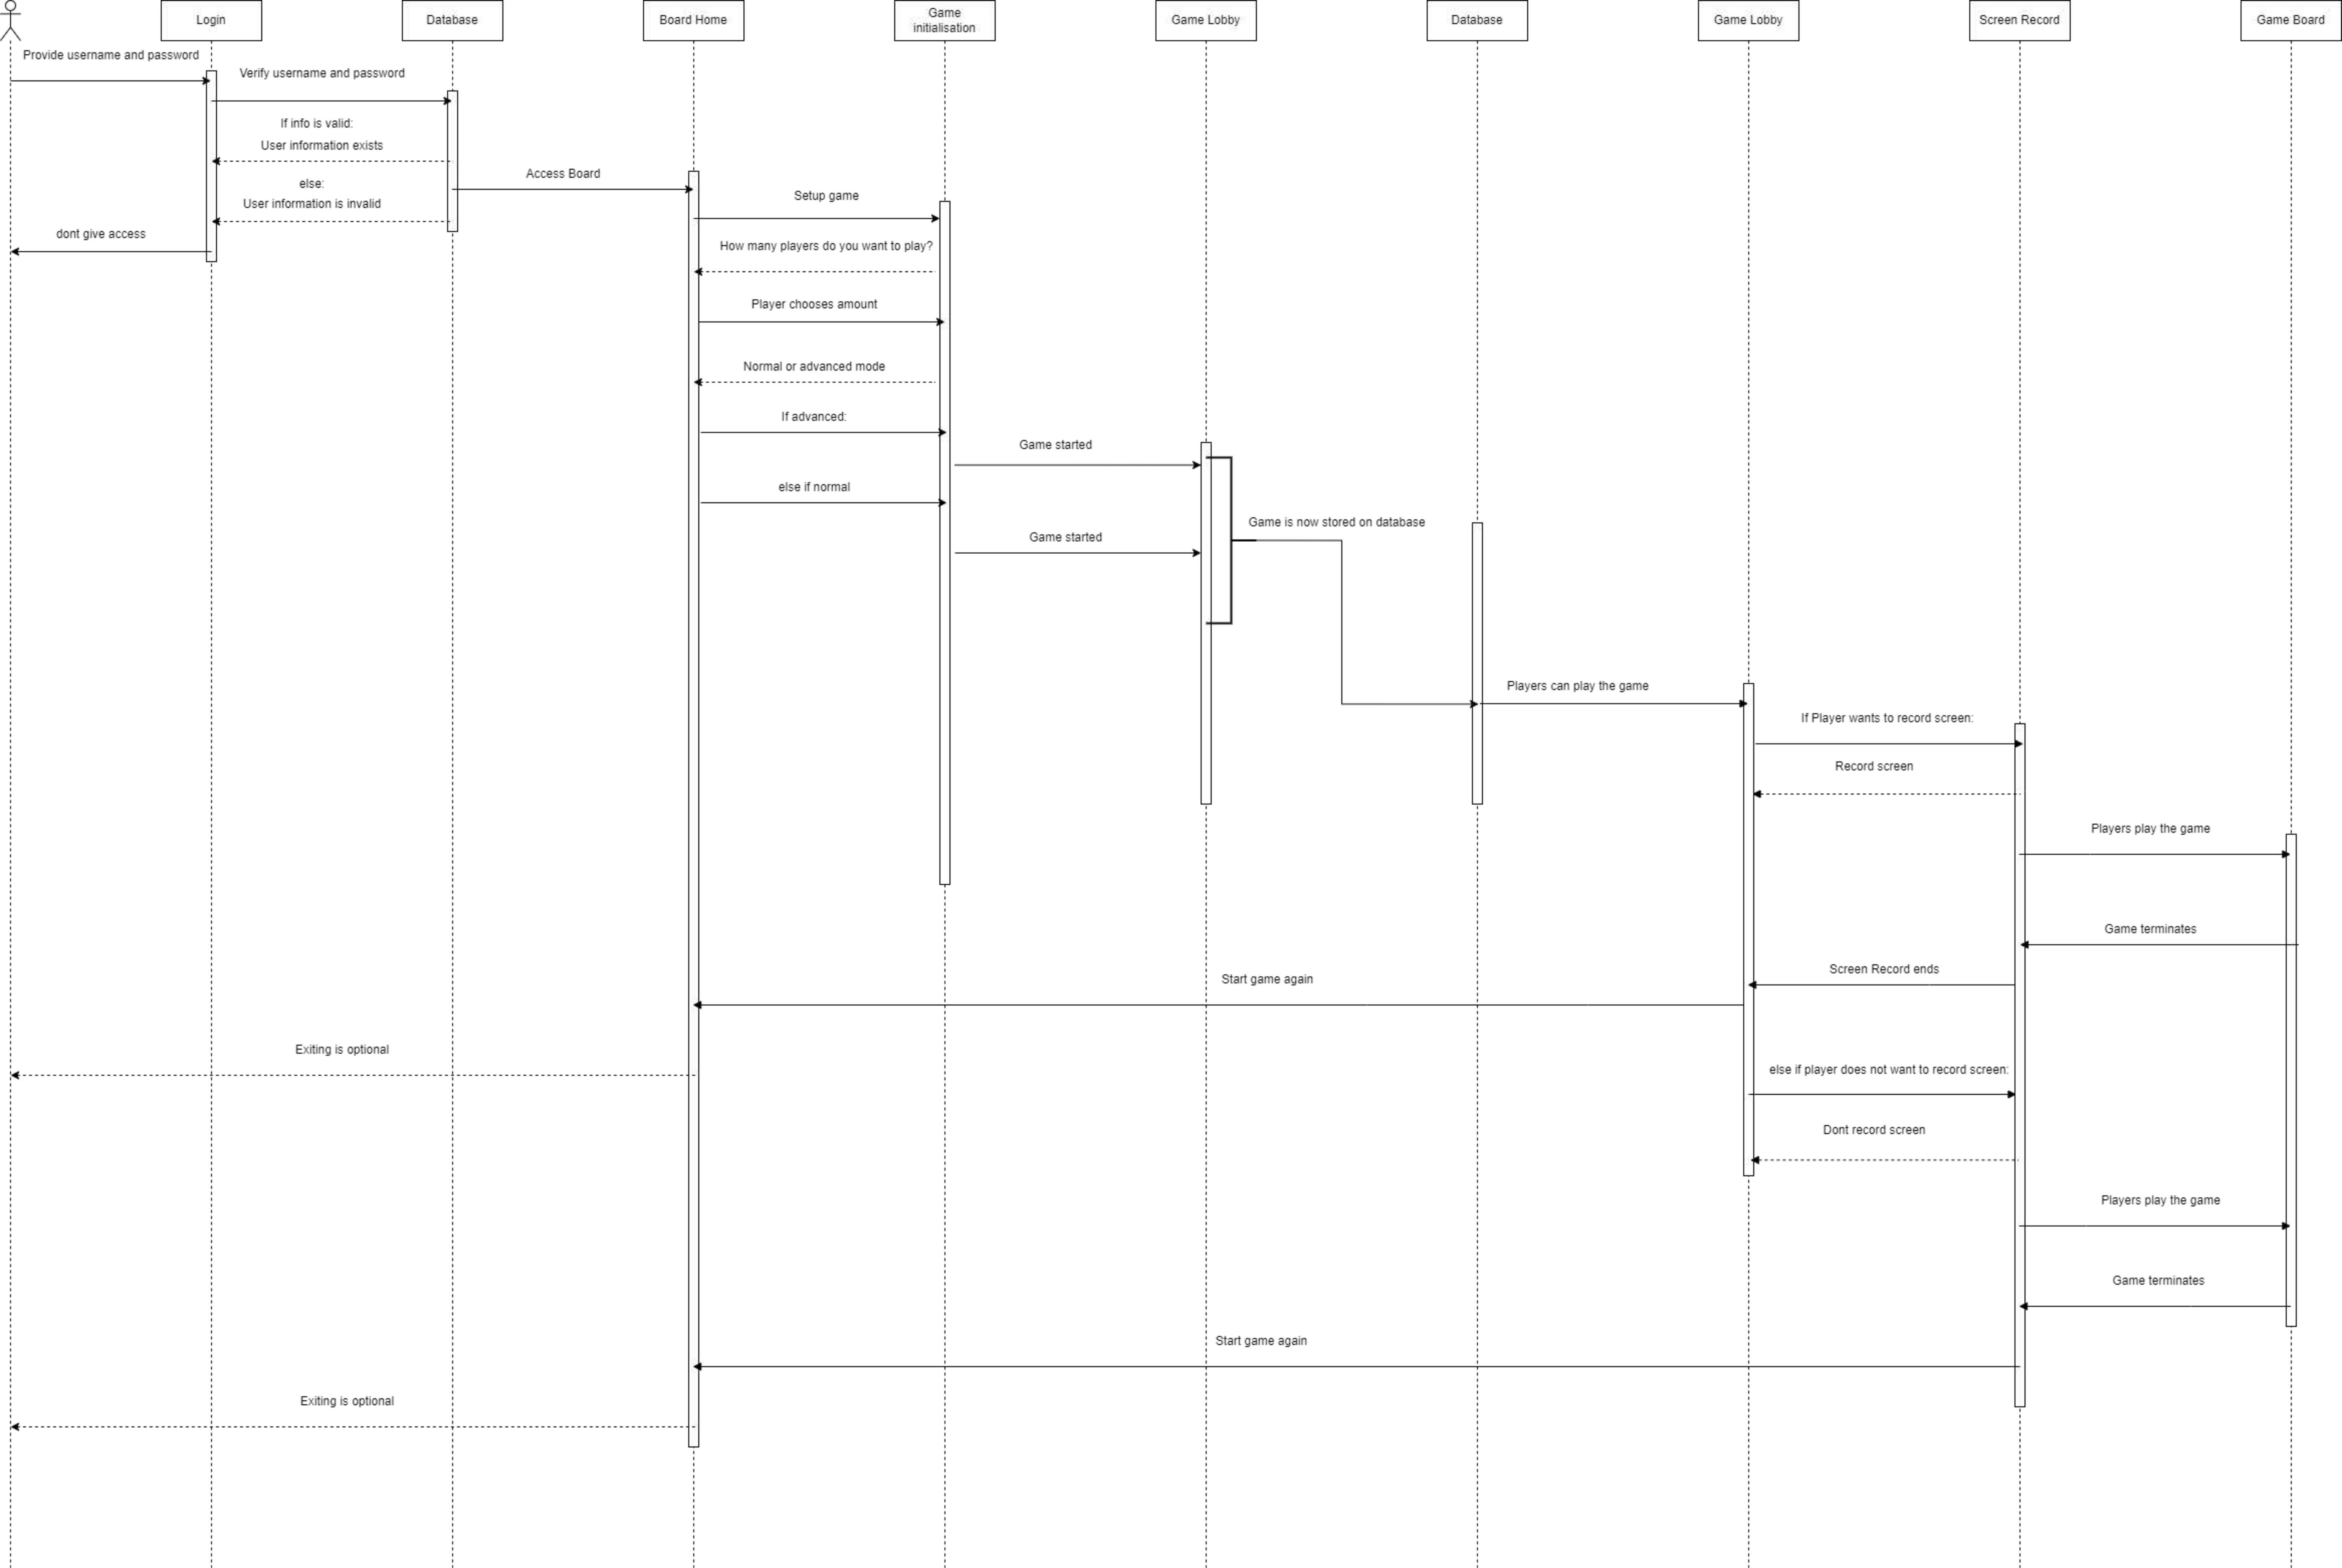 Login
Database
Board Home
Game
initialisation
Game Lobby
Database
Game Lobby
Screen Record
Game Board
Provide username and password
Verify username and password
If info is valid:
User information exists
Access Board
else:
User information is invalid
Setup game
dont give access
How many players do you want to play?
Player chooses amount
Normal or advanced mode
If advanced:
Game started
else if normal
Game is now stored on database
Game started
Players can play the game
If Player wants to record screen:
Record screen
Players play the game
Game terminates
Screen Record ends
Start game again
Exiting is optional
else if player does not want to record screen:
Dont record screen
Players play the game
Game terminates
Start game again
Exiting is optional